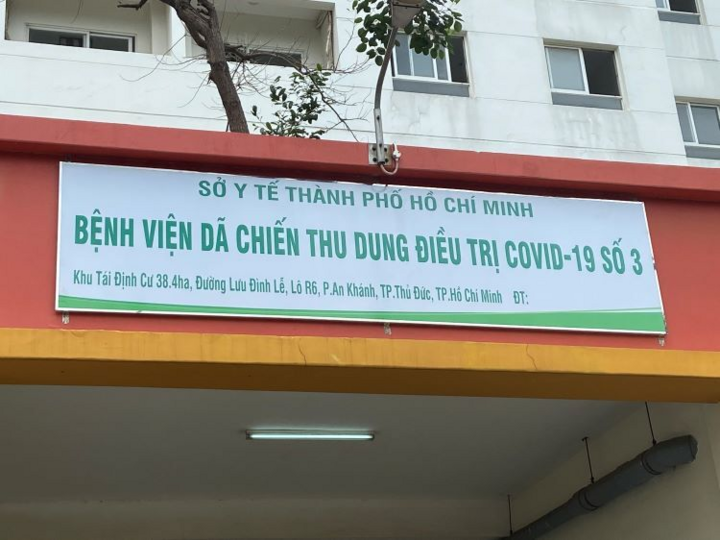 SỞ Y TẾ THÀNH PHỐ HỒ CHÍ MINH
BỆNH VIỆN DÃ CHIẾN THU DUNG ĐIỀU TRỊ COVID-19 SỐ 3
Khu Tái Định Cư 38.4ha, Đường Lưu Đình Lễ, Lô R6, P.An Khánh, TP.Thủ Đức, TP.Hồ Chí Minh ĐT: